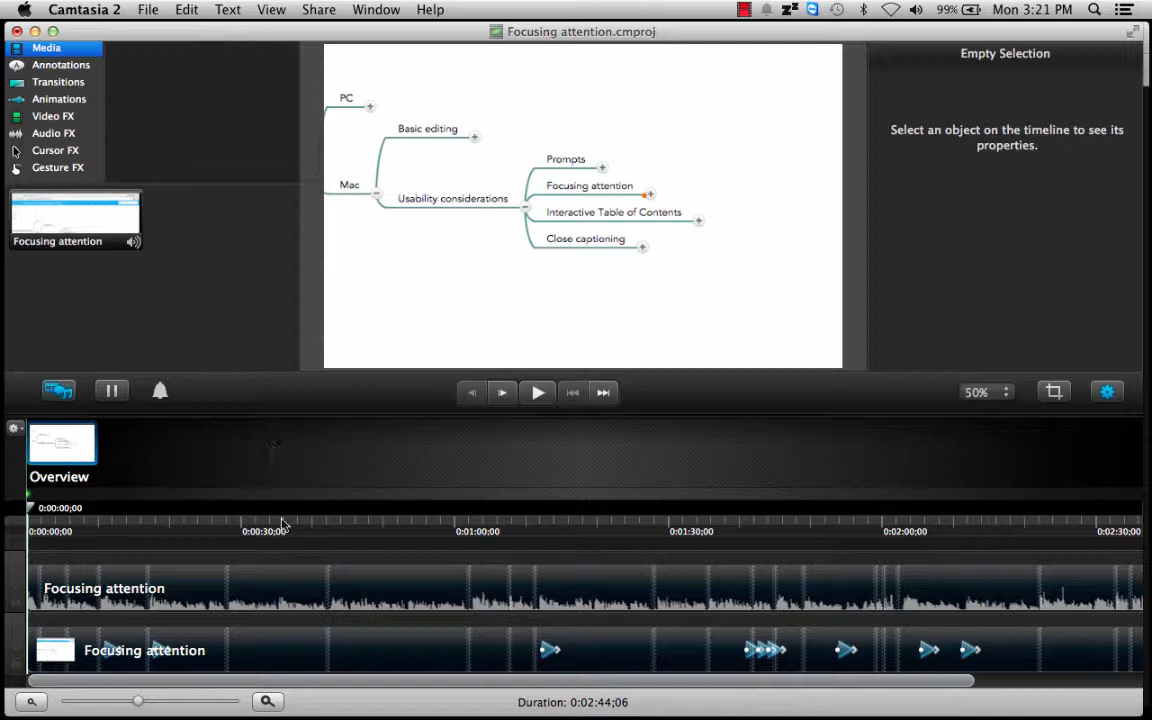 Camtasia 2 File Edit Text View Share Window Help 99% Mon 3:21 PM
Focusing attention.cmproj
Media
Annotations
Transitions
Animations
Video FX
Audio FX
Cursor FX
Gesture FX
Focusing attention
PC
Mac
Basic editing
Usability considerations
Prompts
Focusing attention
Interactive Table of Contents
Close captioning
Empty Selection
Select an object on the timeline to see its
properties.
50%
Overview
0:00:00;00
0:00:00;00 0:00:30;00 0:01:00;00 0:01:30;00 0:02:00;00 0:02:30;00
Focusing attention
Focusing attention
Duration: 0:02:44;06